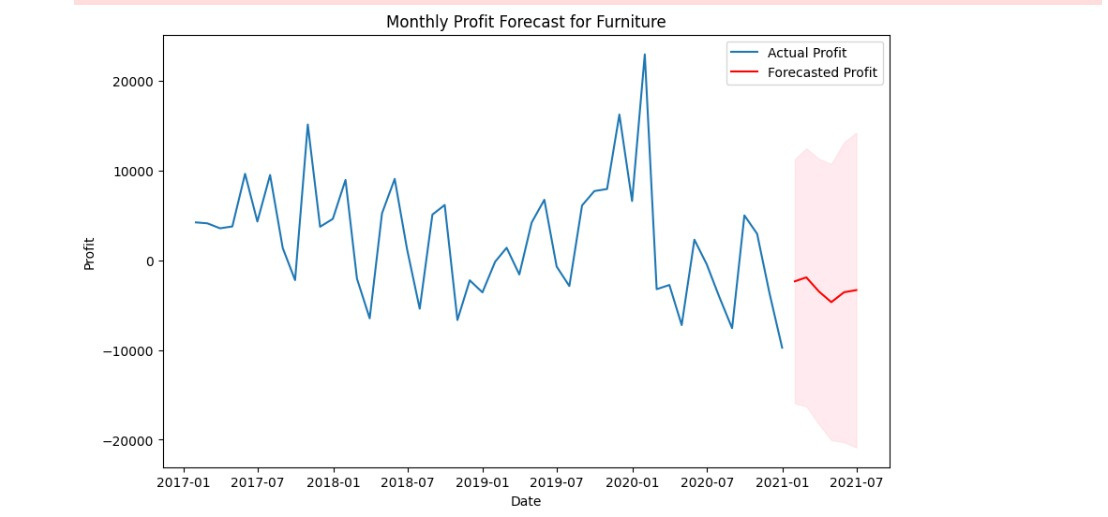 Monthly Profit Forecast for Furniture
Actual Profit
Forecasted Profit
20000
10000
0
−10000
−20000
Profit
2017-01 2017-07 2018-01 2018-07 2019-01 2019-07 2020-01 2020-07 2021-01 2021-07
Date